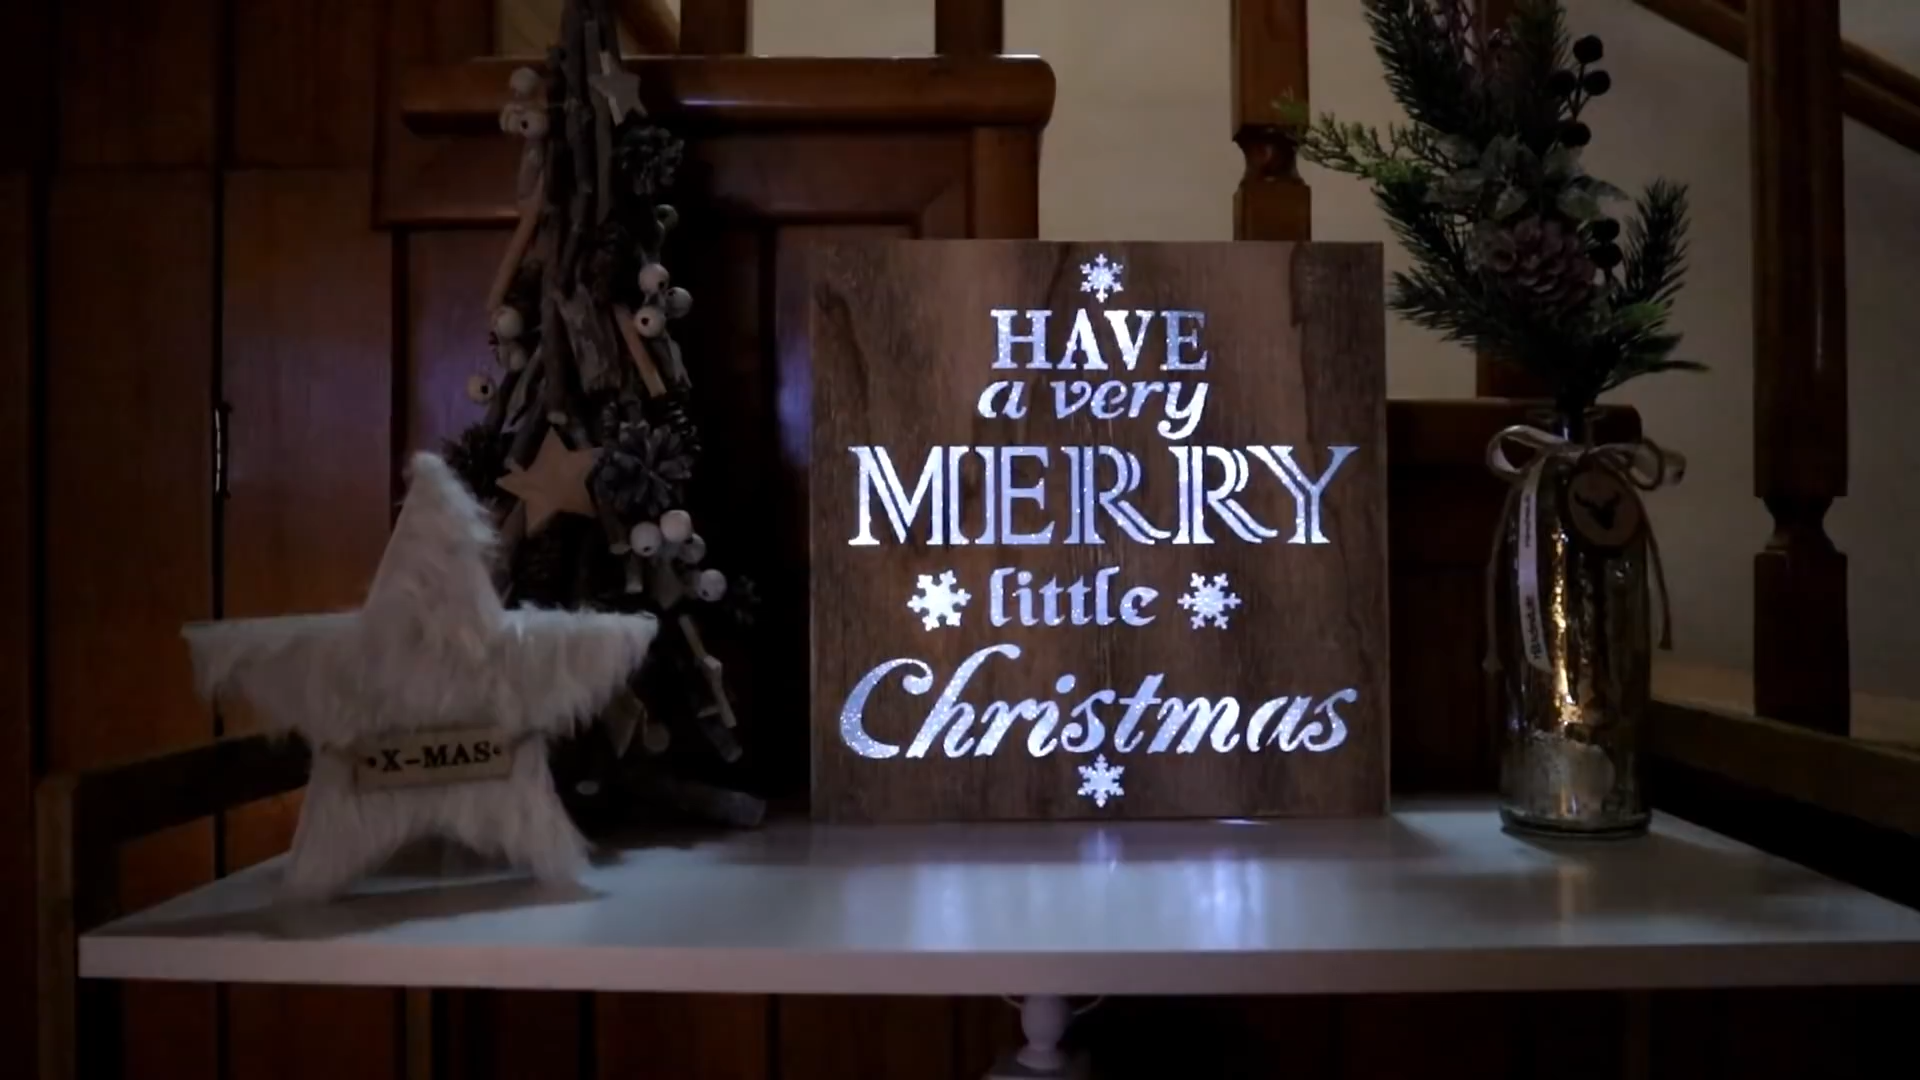 HAVE
a very
MERRY
little
Christmas
•X-MAS•